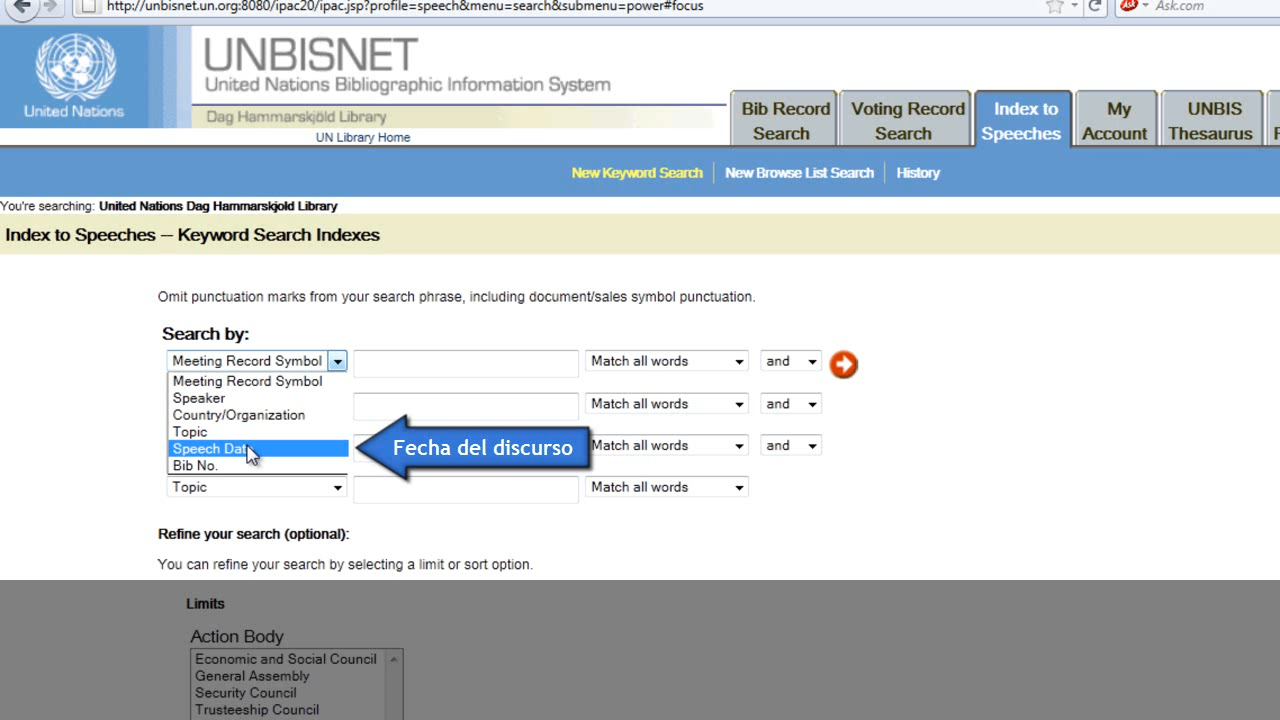 http://unbisnet.un.org:8080/ipac20/ipac.jsp?profile=speech&menu=search&submenu=power#focus
Ask
Ask.com
UNBISNET
United Nations Bibliographic Information System
United Nations
Dag Hammarskjöld Library
UN Library Home
Bib Record Search
Voting Record Search
Index to Speeches
My Account
UNBIS Thesaurus
New Keyword Search
New Browse List Search
History
You're searching: United Nations Dag Hammarskjold Library
Index to Speeches -- Keyword Search Indexes
Omit punctuation marks from your search phrase, including document/sales symbol punctuation.
Search by:
Meeting Record Symbol
Match all words
and
Meeting Record Symbol
Speaker
Match all words
and
Country/Organization
Topic
Speech Dat
Fecha del discurso
Match all words
and
Bib No.
Topic
Match all words
Refine your search (optional):
You can refine your search by selecting a limit or sort option.
Limits
Action Body
Economic and Social Council
General Assembly
Security Council
Trusteeship Council